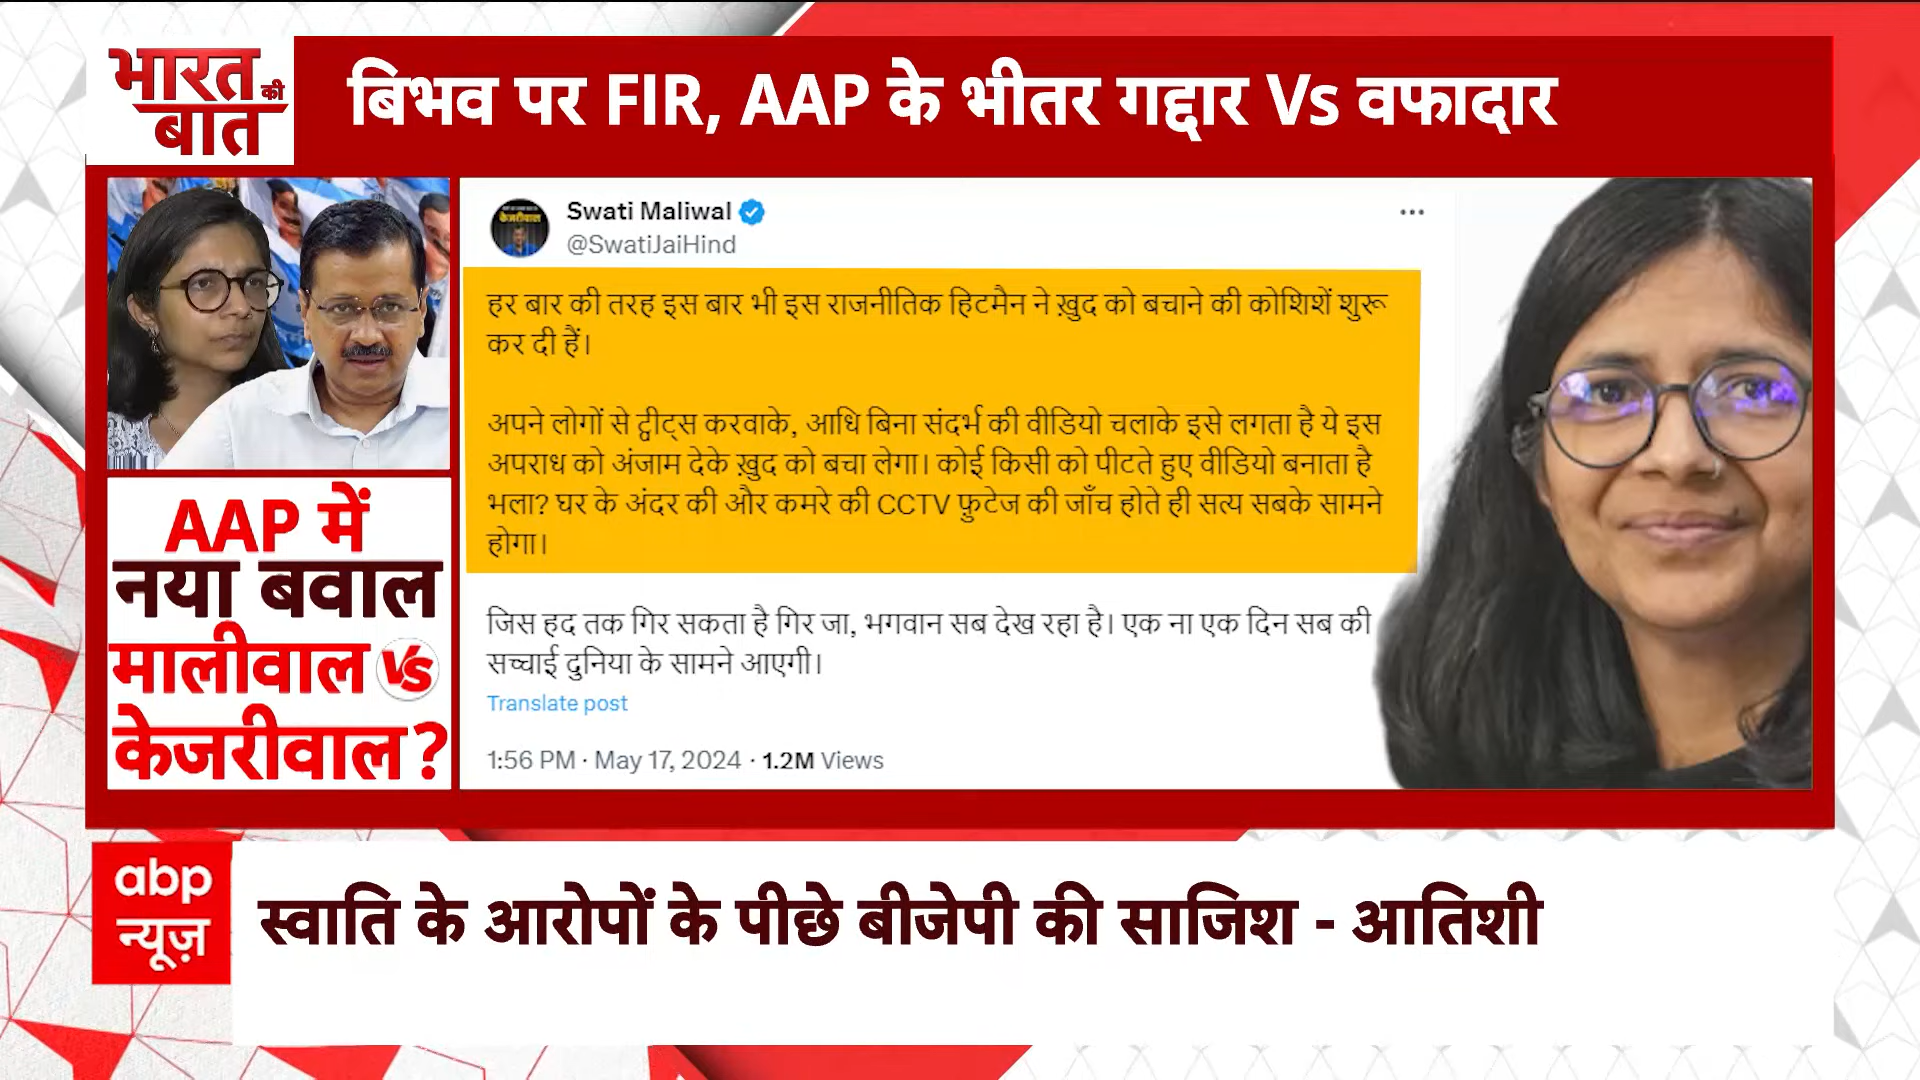 भारत की
बात
बिभव पर FIR, AAP के भीतर गद्दार Vs वफादार
AAP में
नया बवाल
मालीवाल VS
केजरीवाल?
केजरीवाल
Swati Maliwal
@SwatiJaiHind
हर बार की तरह इस बार भी इस राजनीतिक हिटमैन ने ख़ुद को बचाने की कोशिशें शुरू
कर दी हैं।
अपने लोगों से ट्वीट्स करवाके, आधि बिना संदर्भ की वीडियो चलाके इसे लगता है ये इस
अपराध को अंजाम देके ख़ुद को बचा लेगा। कोई किसी को पीटते हुए वीडियो बनाता है
भला? घर के अंदर की और कमरे की CCTV फ़ुटेज की जाँच होते ही सत्य सबके सामने
होगा।
जिस हद तक गिर सकता है गिर जा, भगवान सब देख रहा है। एक ना एक दिन सब की
सच्चाई दुनिया के सामने आएगी।
Translate post
1:56 PM · May 17, 2024 · 1.2M Views
abp
न्यूज़
स्वाति के आरोपों के पीछे बीजेपी की साजिश - आतिशी